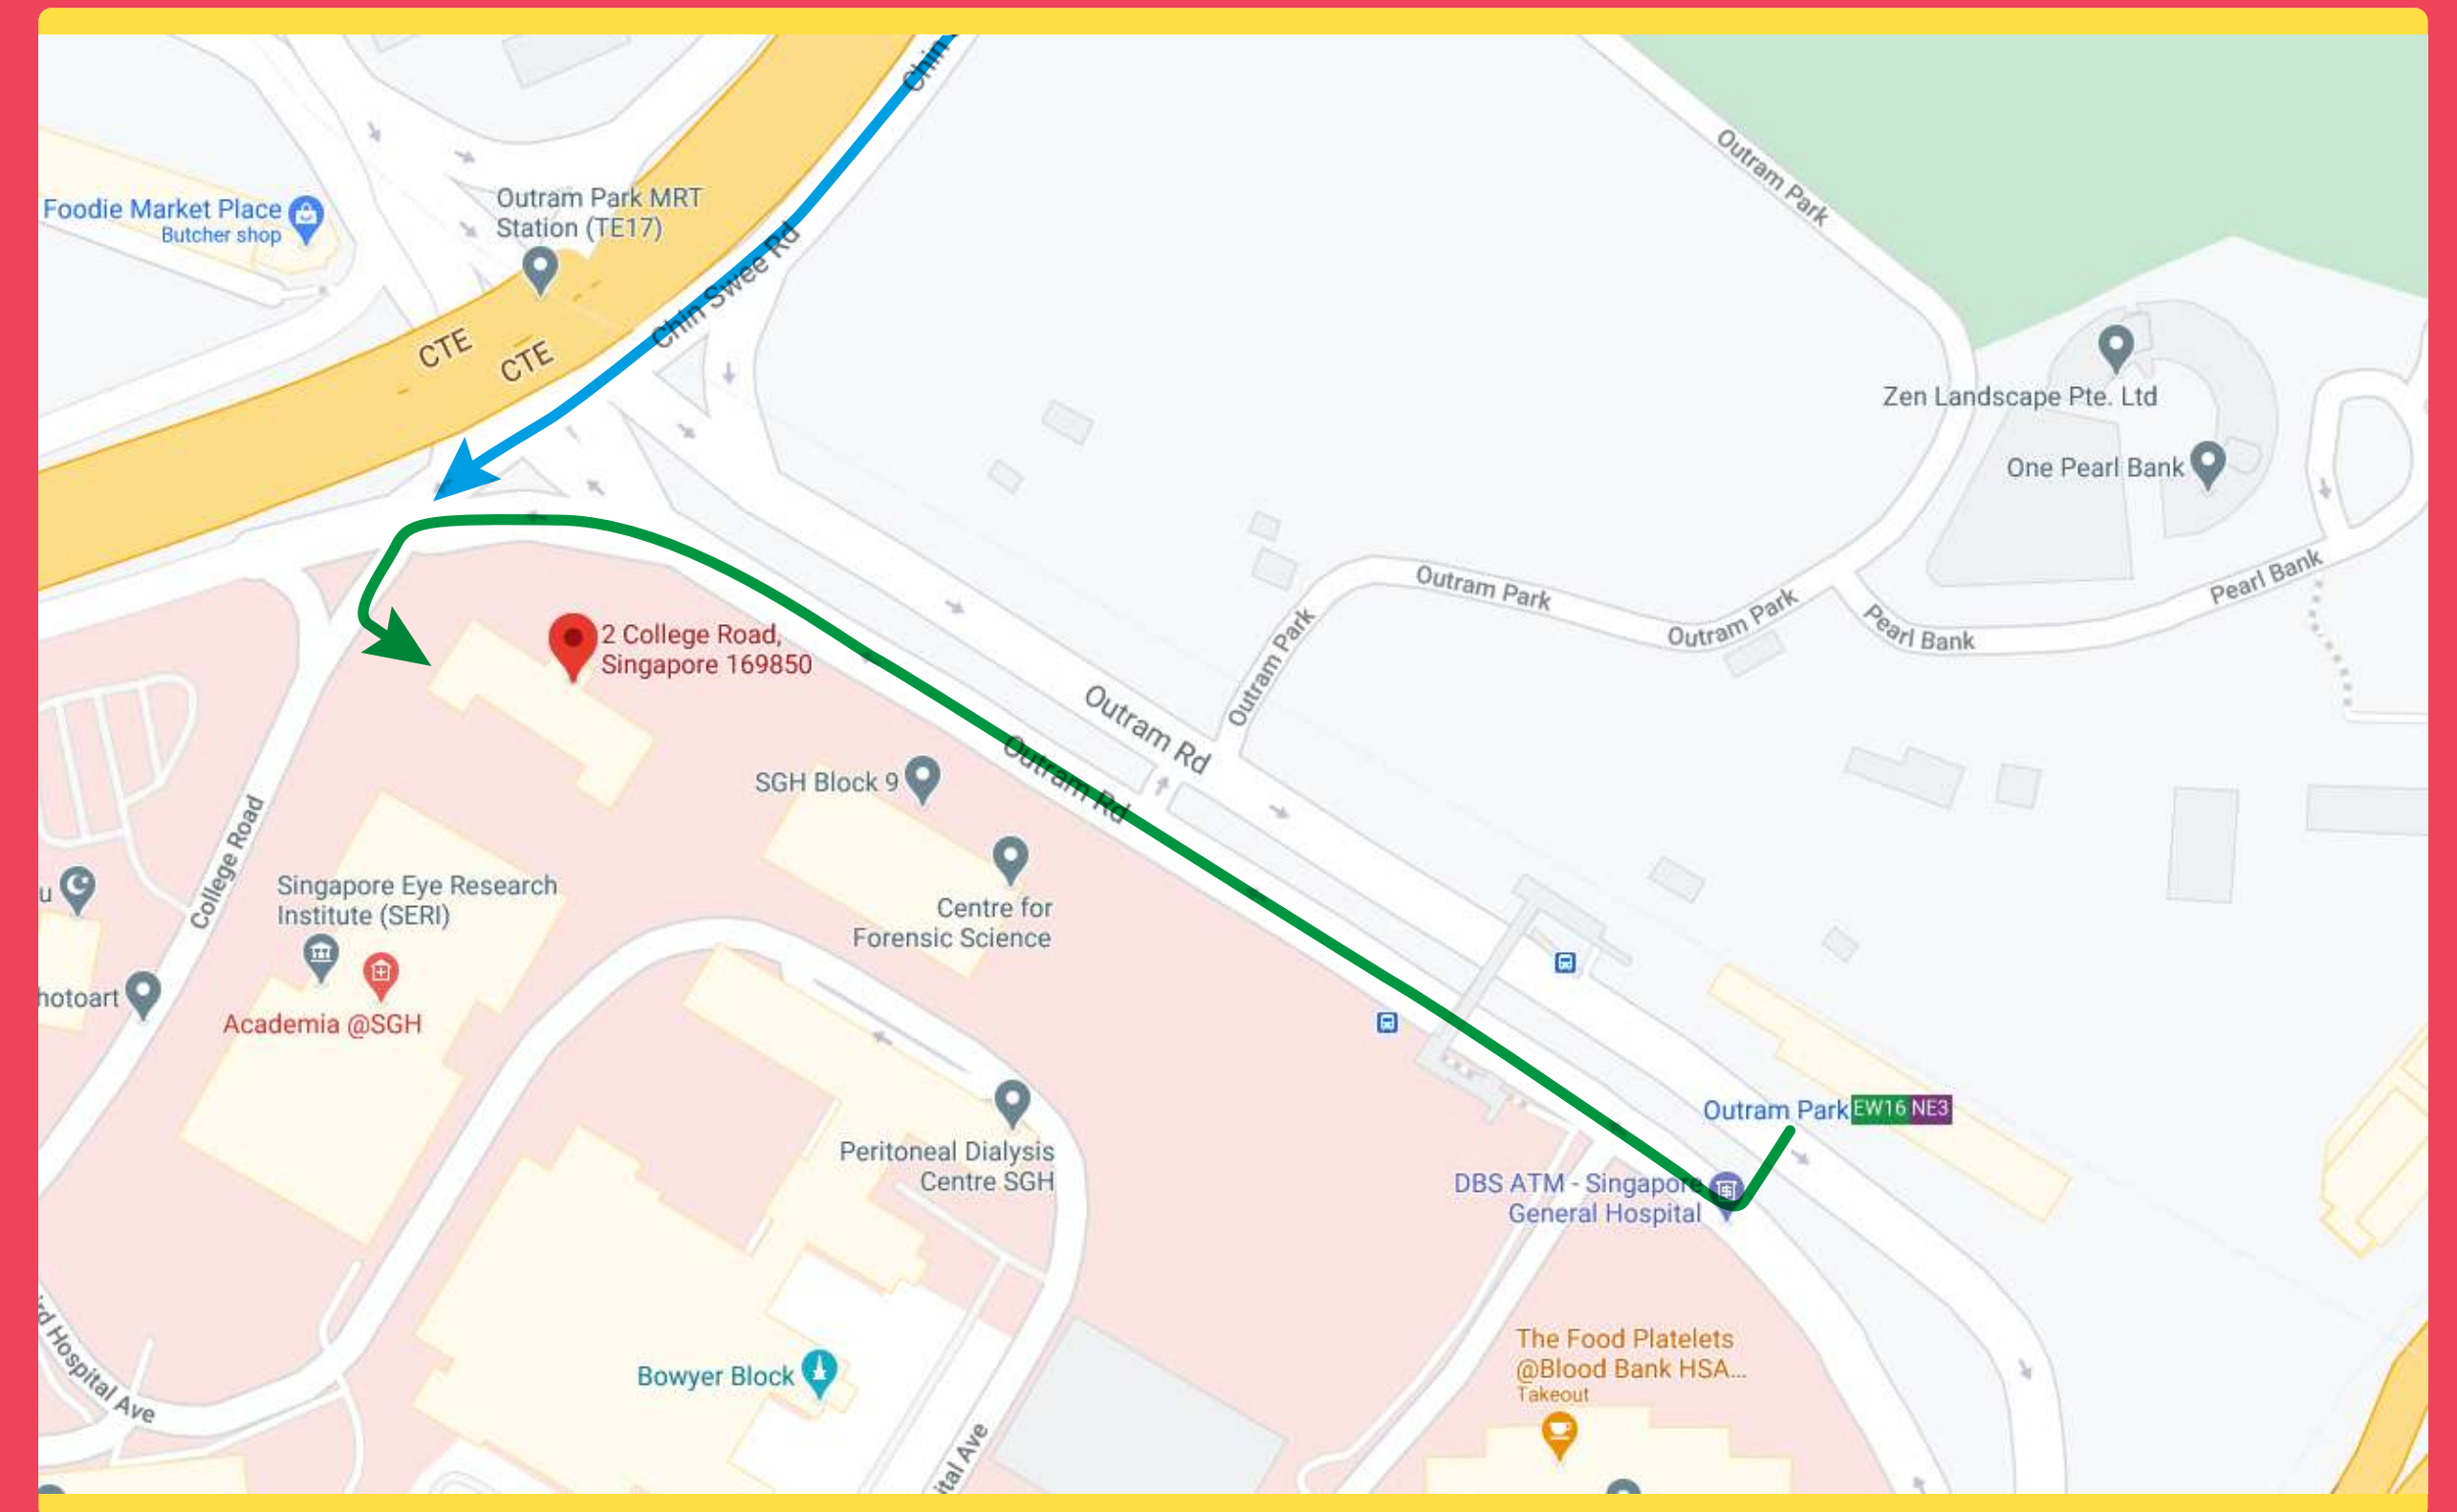 Chin
Outram Park
Foodie Market Place
Butcher shop
Outram Park MRT
Station (TE17)
Chin Swee Rd
CTE
CTE
Zen Landscape Pte. Ltd
One Pearl Bank
Outram Park
Outram Park
Pearl Bank
Pearl Bank
Outram Park
2 College Road,
Singapore 169850
Outram Rd
Outram Rd
SGH Block 9
College Road
Singapore Eye Research
Institute (SERI)
u
Centre for
Forensic Science
hotoart
Academia @SGH
Outram Park EW16 NE3
Peritoneal Dialysis
Centre SGH
DBS ATM - Singapore
General Hospital
The Food Platelets
@Blood Bank HSA...
Takeout
Bowyer Block
ird Hospital Ave
ital Ave